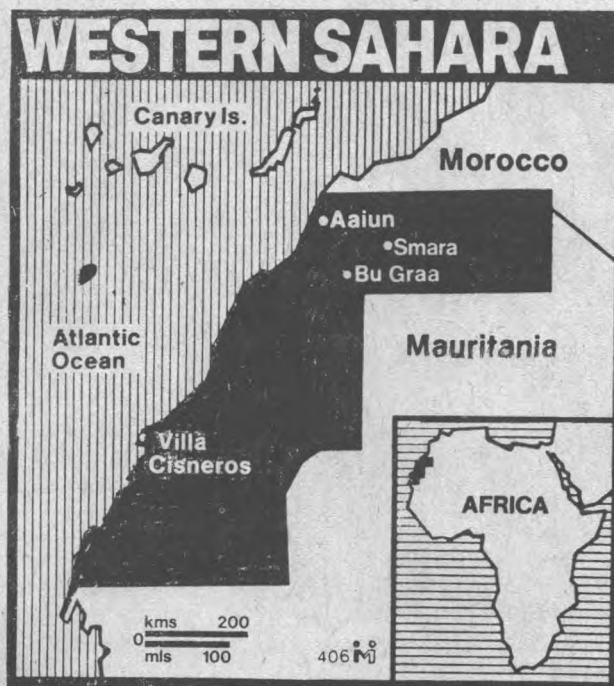 WESTERN SAHARA
Canary Is.
Morocco
Aaiun
Smara
Bu Graa
Atlantic
Ocean
Mauritania
Villa
Cisneros
AFRICA
kms 200
0
mls 100
406